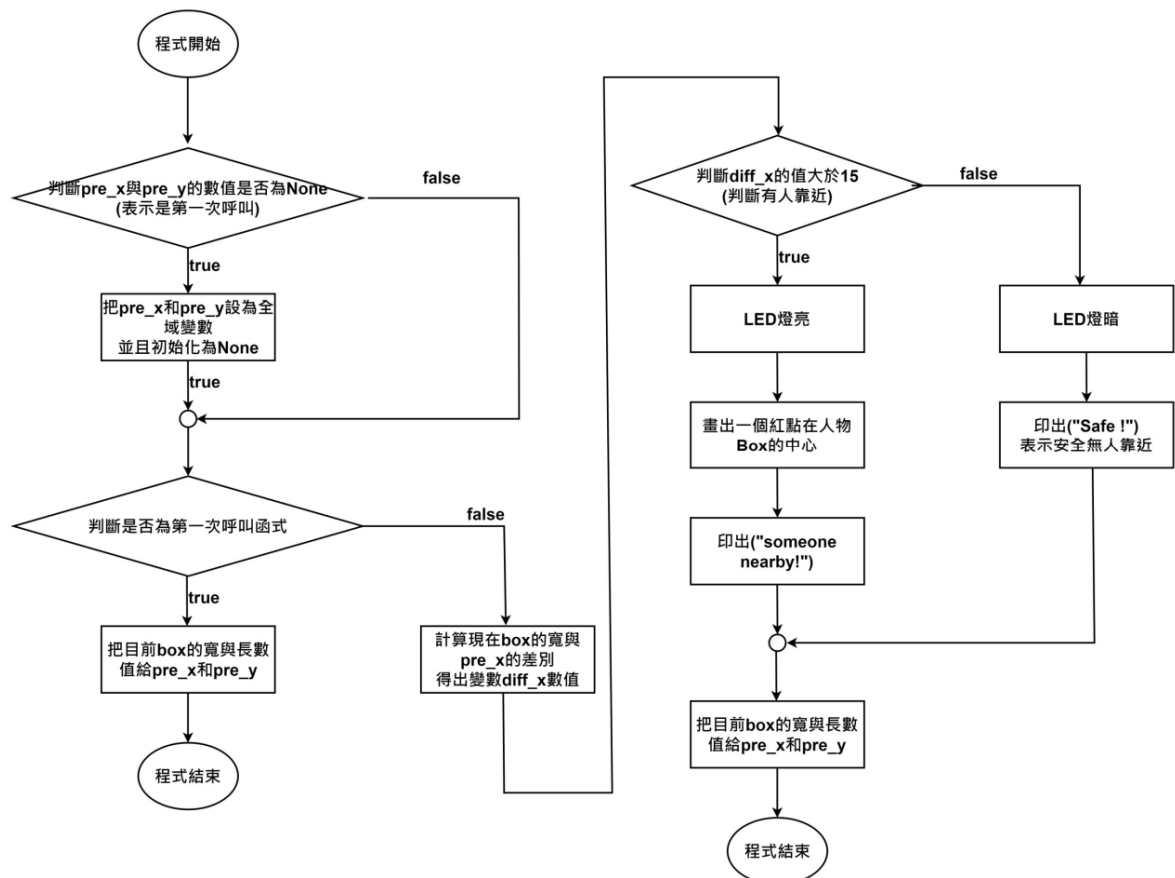 程式開始
判斷pre_x與pre_y的數值是否為None
(表示是第一次呼叫)
false
true
把pre_x和pre_y設為全
域變數
並且初始化為None
true
判斷是否為第一次呼叫函式
false
true
把目前box的寬與長數
值給pre_x和pre_y
程式結束
計算現在box的寬與
pre_x的差別
得出變數diff_x數值
判斷diff_x的值大於15
(判斷有人靠近)
false
true
LED燈亮
LED燈暗
畫出一個紅點在人物
Box的中心
印出("Safe !")
表示安全無人靠近
印出("someone
nearby!")
把目前box的寬與長數
值給pre_x和pre_y
程式結束